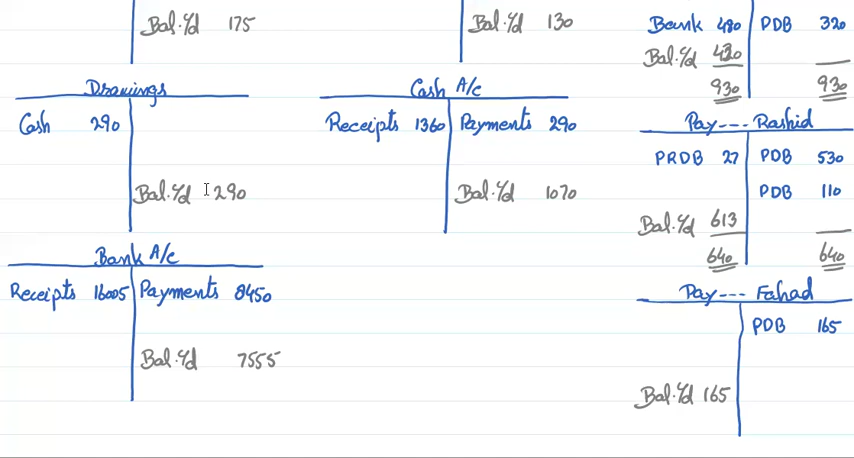 Bal. c/d 175
Bal. c/d 130
Bank 480 PDB 320
Bal. c/d 430
930 930
Drawings
Cash 290
Bal. c/d 290
Cash A/c
Receipts 1360 Payments 290
Bal. c/d 1070
Pay--- Rashid
PRDB 27 PDB 530
PDB 110
Bal. c/d 613
640 640
Bank A/c
Receipts 16005 Payments 8450
Bal. c/d 7555
Pay--- Fahad
PDB 165
Bal. c/d 165